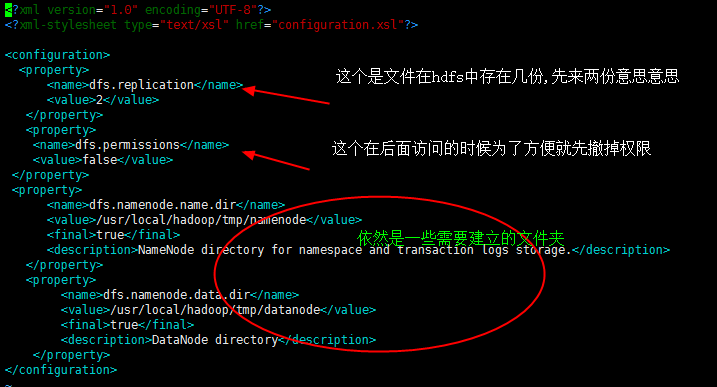 <?xml version="1.0" encoding="UTF-8"?>
<?xml-stylesheet type="text/xsl" href="configuration.xsl"?>
<configuration>
<property>
<name>dfs.replication</name>
这个是文件在hdfs中存在几份,先来两份意思意思
<value>2</value>
</property>
<property>
<name>dfs.permissions</name>
这个在后面访问的时候为了方便就先撤掉权限
<value>false</value>
</property>
<property>
<name>dfs.namenode.name.dir</name>
<value>/usr/local/hadoop/tmp/namenode</value>
<final>true</final>
依然是一些需要建立的文件夹
<description>NameNode directory for namespace and transaction logs storage.</description>
</property>
<property>
<name>dfs.namenode.data.dir</name>
<value>/usr/local/hadoop/tmp/datanode</value>
<final>true</final>
<description>DataNode directory</description>
</property>
</configuration>
~